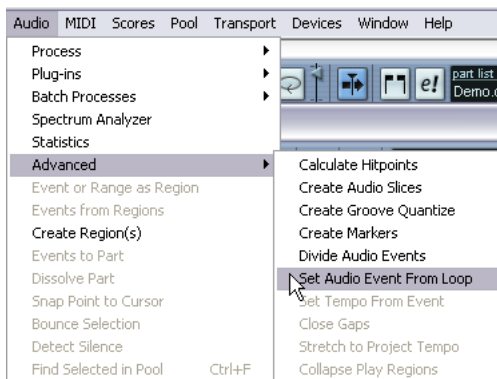 Audio MIDI Scores Pool Transport Devices Window Help
Process
Plug-ins
Batch Processes
Spectrum Analyzer
Statistics
Advanced
Event or Range as Region
Events from Regions
Create Region(s)
Events to Part
Dissolve Part
Snap Point to Cursor
Bounce Selection
Detect Silence
Find Selected in Pool Ctrl+F
e!
part list
Calculate Hitpoints
Create Audio Slices
Create Groove Quantize
Create Markers
Divide Audio Events
Set Audio Event From Loop
Set Tempo From Event
Close Gaps
Stretch to Project Tempo
Collapse Play Regions